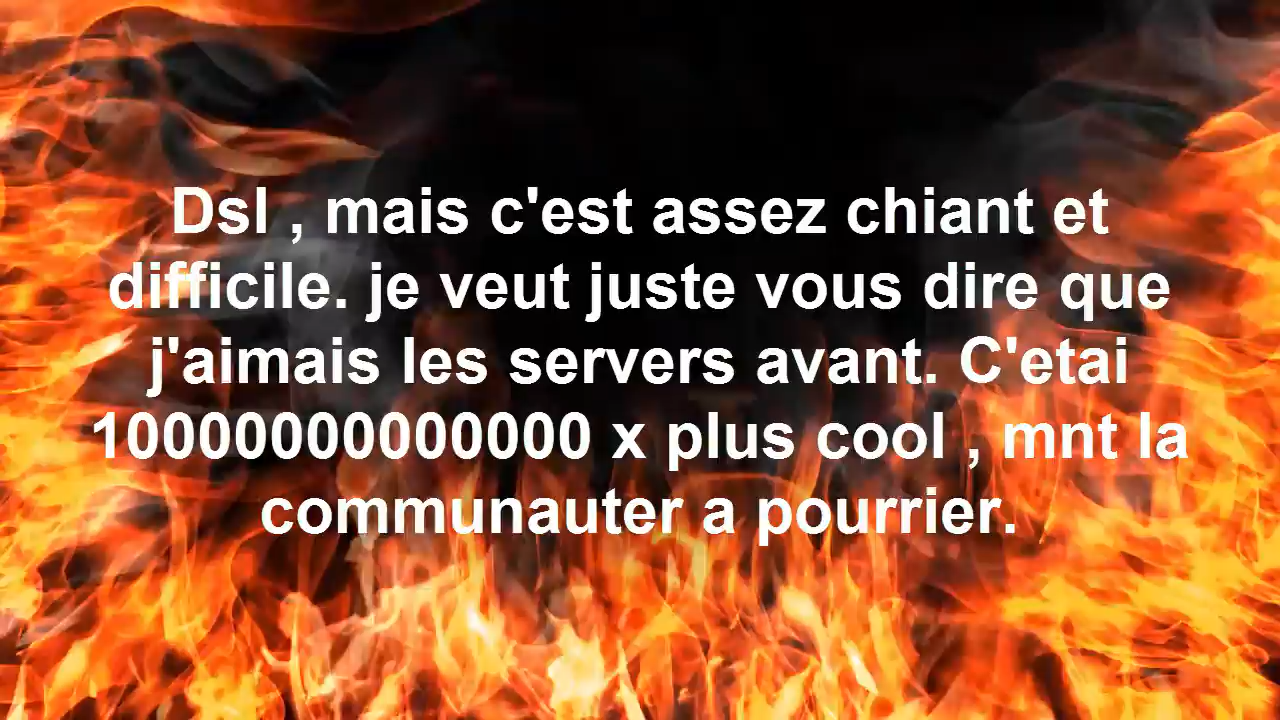 Dsl , mais c'est assez chiant et
difficile. je veut juste vous dire que
j'aimais les servers avant. C'etai
10000000000000 x plus cool , mnt la
communauter a pourrier.